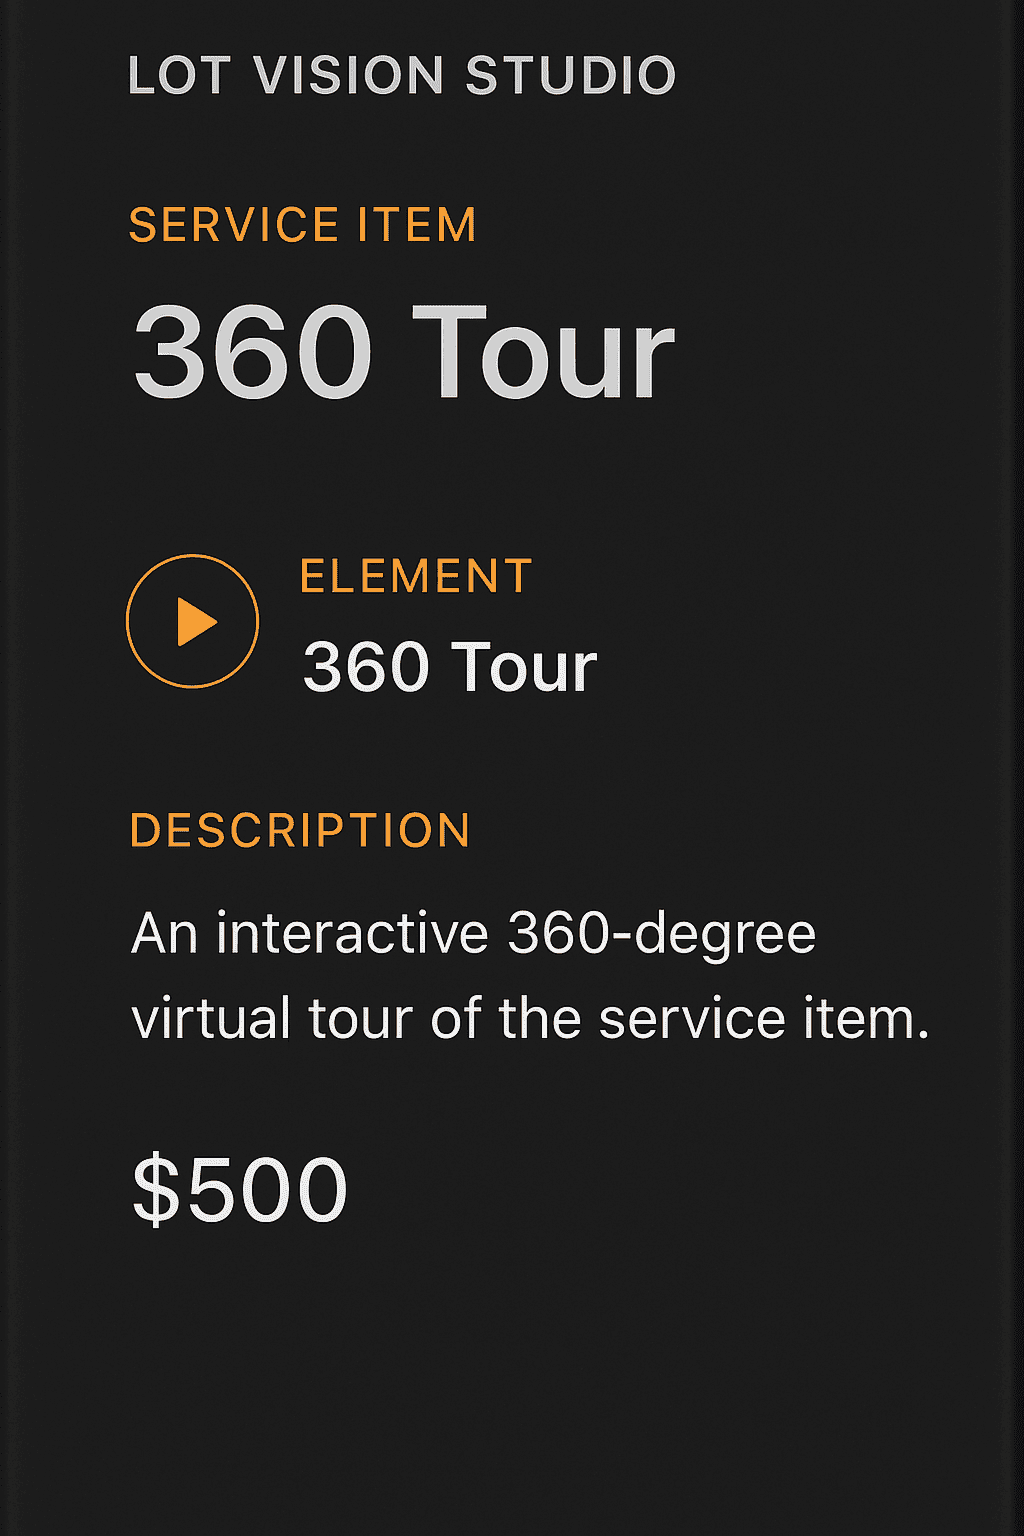 LOT VISION STUDIO
SERVICE ITEM
360 Tour
ELEMENT
360 Tour
DESCRIPTION
An interactive 360-degree
virtual tour of the service item.
$500